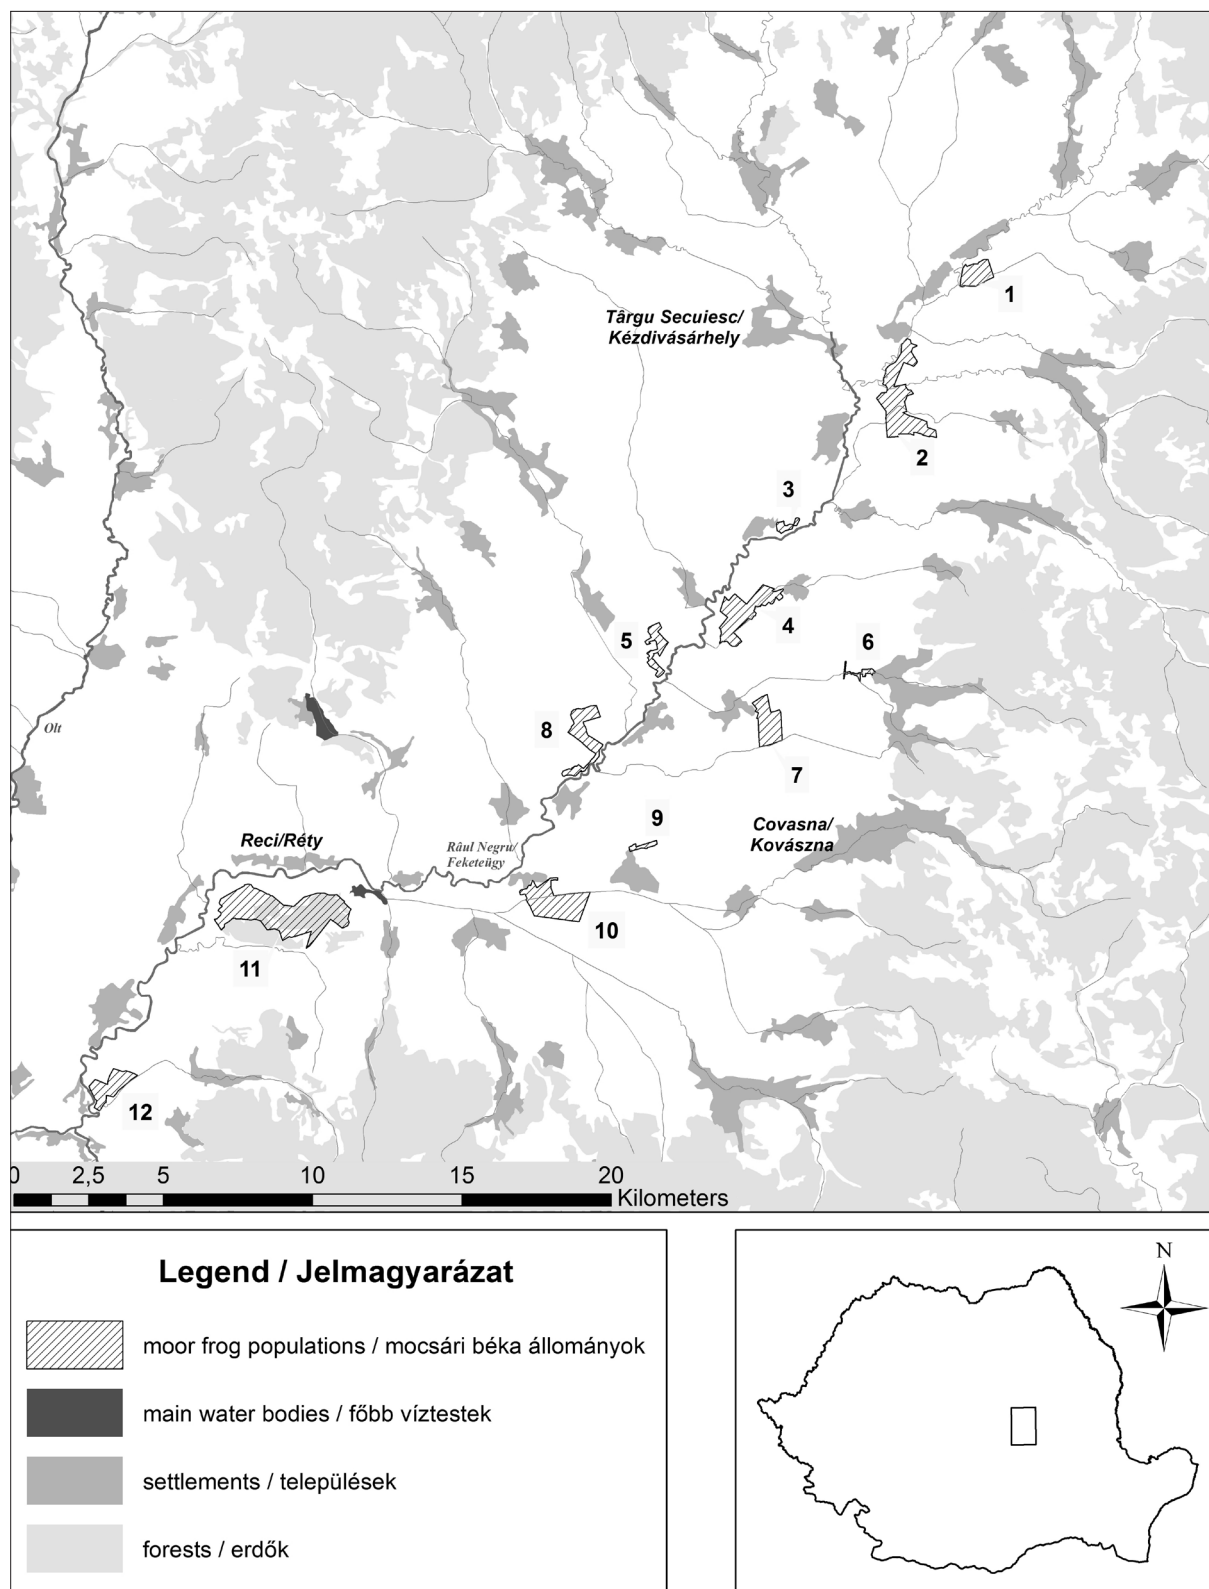 1
Târgu Secuiesc/
Kézdivásárhely
2
3
4
5
6
Olt
8
7
9
Covasna/
Kovászna
Reci/Réty
Râul Negru/
Feketeügy
10
11
12
0 2,5 5 10 15 20
Kilometers
Legend / Jelmagyarázat
moor frog populations / mocsári béka állományok
main water bodies / főbb víztestek
settlements / települések
forests / erdők
N